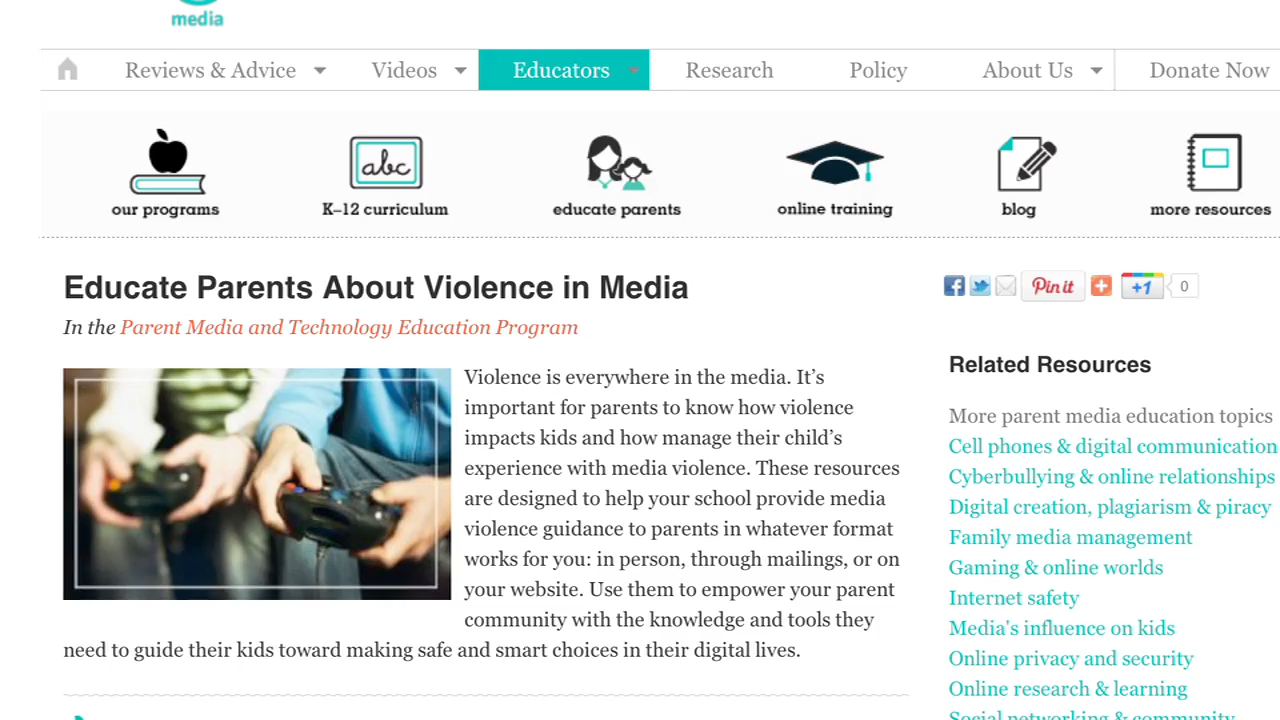 media
Reviews & Advice
Videos
Educators
Research
Policy
About Us
Donate Now
our programs
abc
K–12 curriculum
educate parents
online training
blog
more resources
Educate Parents About Violence in Media
In the Parent Media and Technology Education Program
Pin it
+1
0
Violence is everywhere in the media. It’s
important for parents to know how violence
impacts kids and how manage their child’s
experience with media violence. These resources
are designed to help your school provide media
violence guidance to parents in whatever format
works for you: in person, through mailings, or on
your website. Use them to empower your parent
community with the knowledge and tools they
need to guide their kids toward making safe and smart choices in their digital lives.
Related Resources
More parent media education topics
Cell phones & digital communication
Cyberbullying & online relationships
Digital creation, plagiarism & piracy
Family media management
Gaming & online worlds
Internet safety
Media's influence on kids
Online privacy and security
Online research & learning
Social networking & community